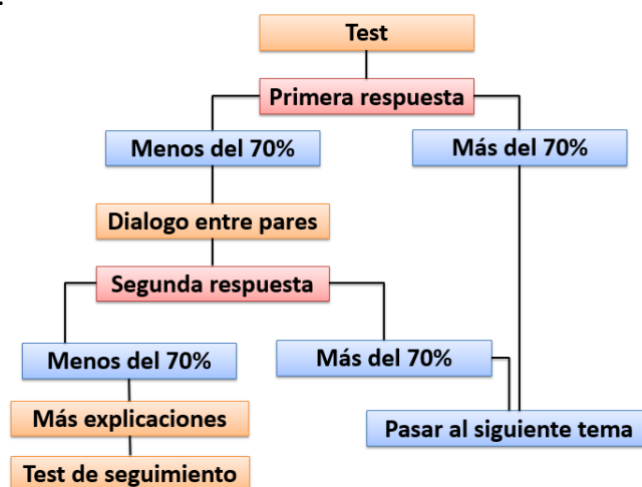 Test
Primera respuesta
Menos del 70%
Más del 70%
Dialogo entre pares
Segunda respuesta
Menos del 70%
Más del 70%
Más explicaciones
Pasar al siguiente tema
Test de seguimiento